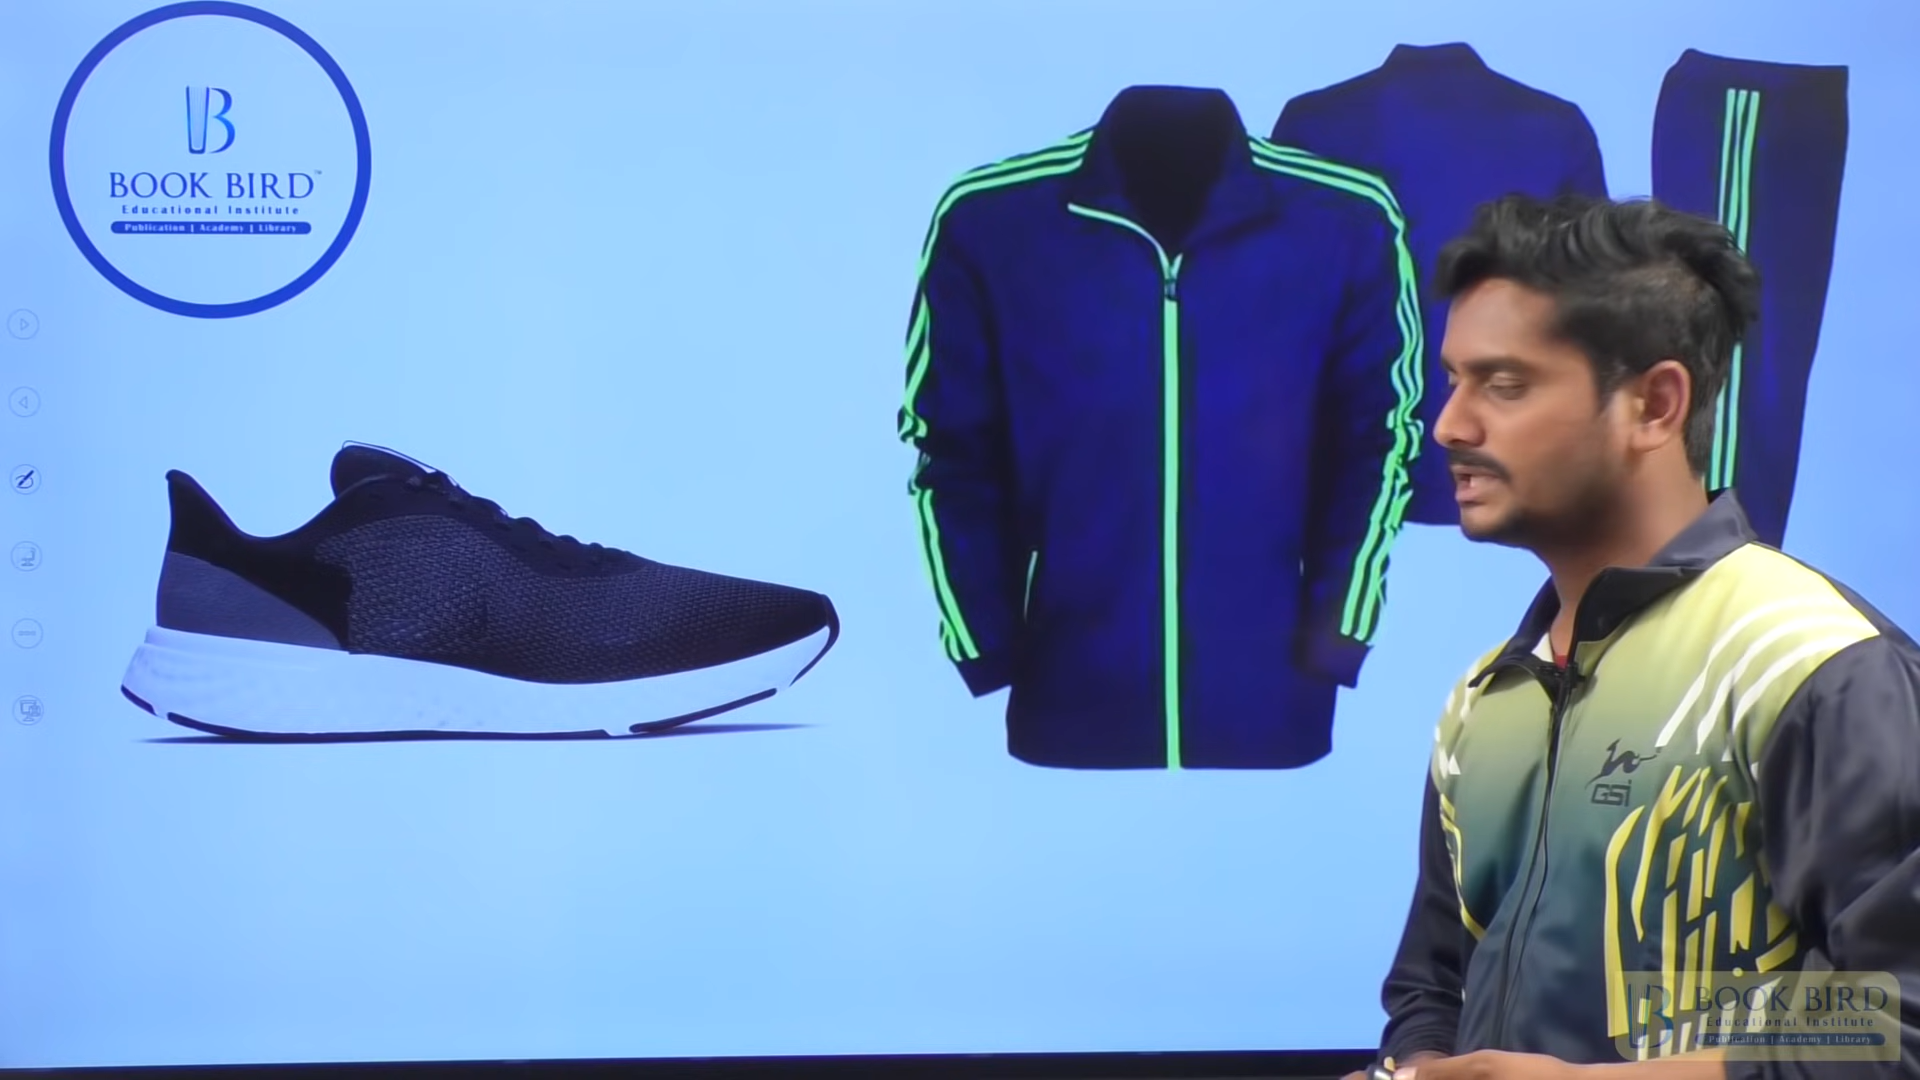 B
BOOK BIRD™
Educational Institute
Publication | Academy | Library
GSi
B
BOOK BIRD
Educational Institute
Publication | Academy | Library